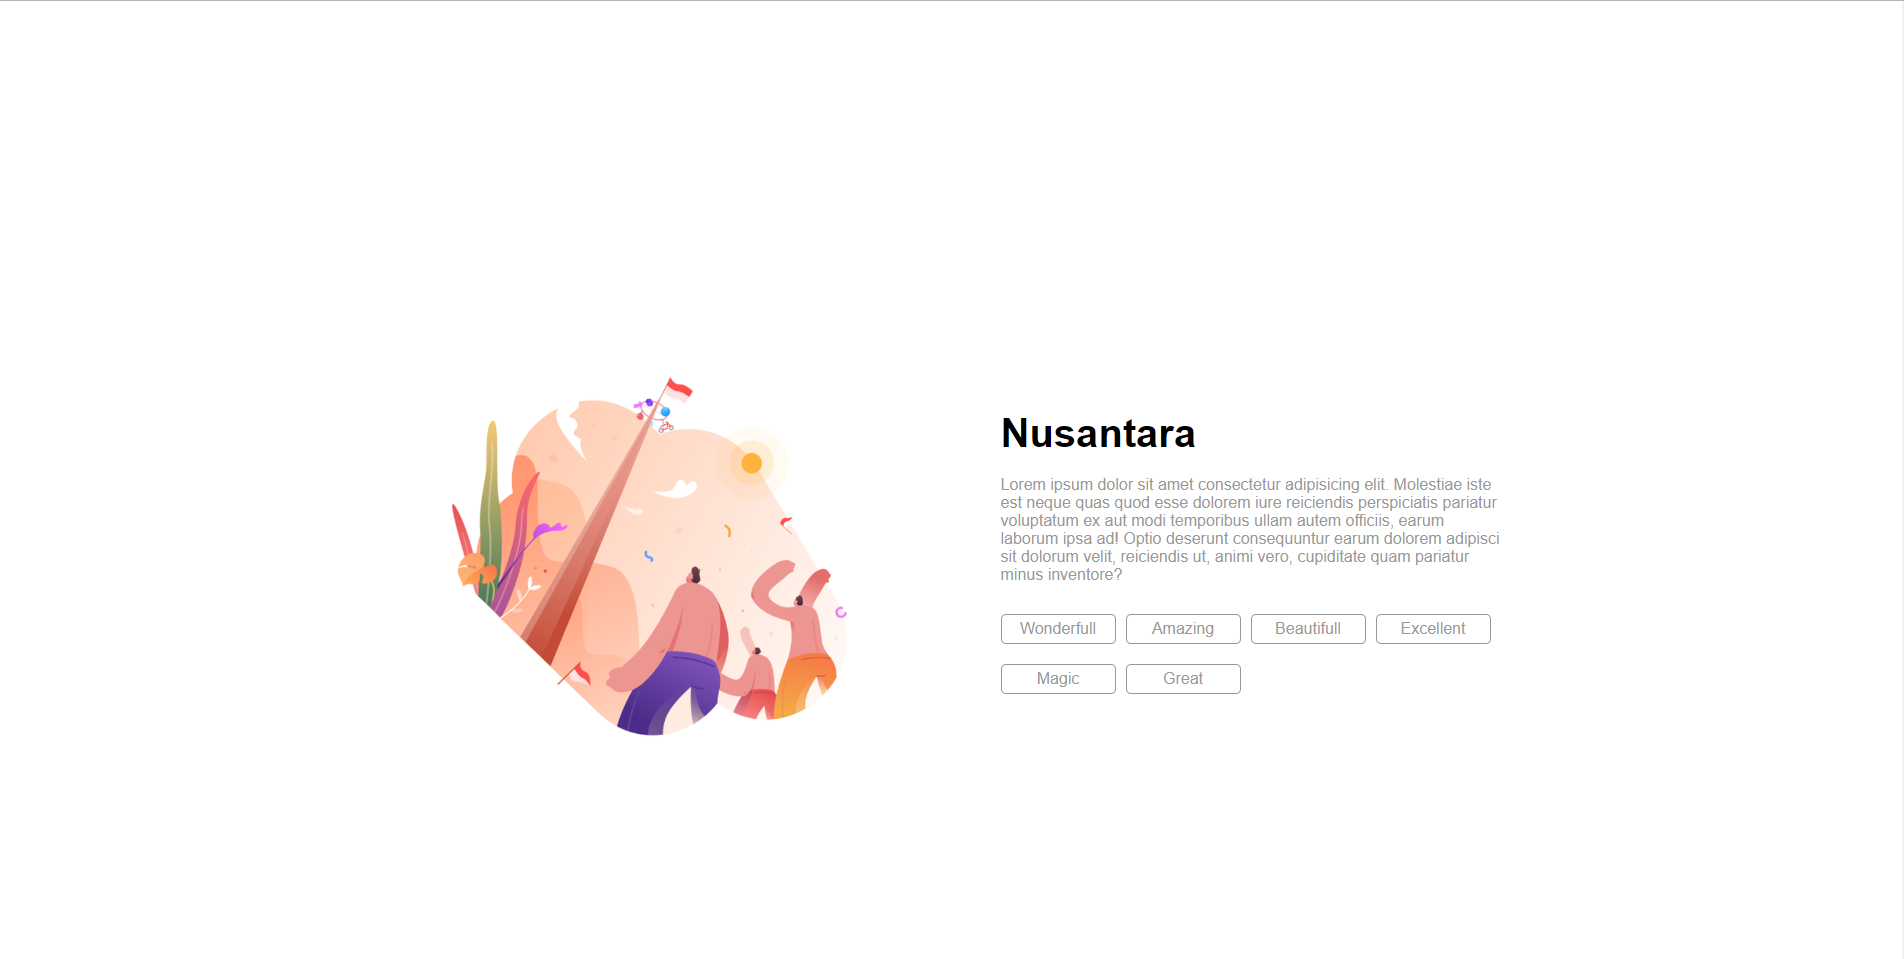 Nusantara
Lorem ipsum dolor sit amet consectetur adipisicing elit. Molestiae iste
est neque quas quod esse dolorem iure reiciendis perspiciatis pariatur
voluptatum ex aut modi temporibus ullam autem officiis, earum
laborum ipsa ad! Optio deserunt consequuntur earum dolorem adipisci
sit dolorum velit, reiciendis ut, animi vero, cupiditate quam pariatur
minus inventore?
Wonderfull Amazing Beautifull Excellent
Magic Great